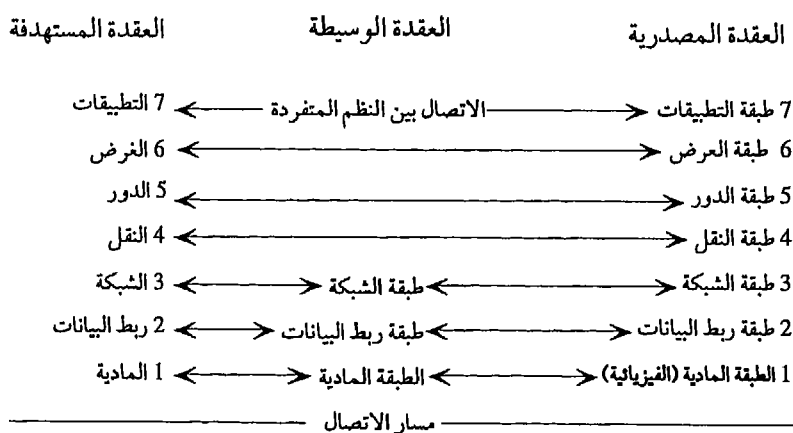 العقدة المصدرية العقدة الوسيطة العقدة المستهدفة
7 طبقة التطبيقات الاتصال بين النظم المتفردة 7 التطبيقات
6 طبقة العرض 6 الغرض
5 طبقة الدور 5 الدور
4 طبقة النقل 4 النقل
3 طبقة الشبكة طبقة الشبكة 3 الشبكة
2 طبقة ربط البيانات طبقة ربط البيانات 2 ربط البيانات
1 الطبقة المادية (الفيزيائية) الطبقة المادية 1 المادية
مسار الاتصال